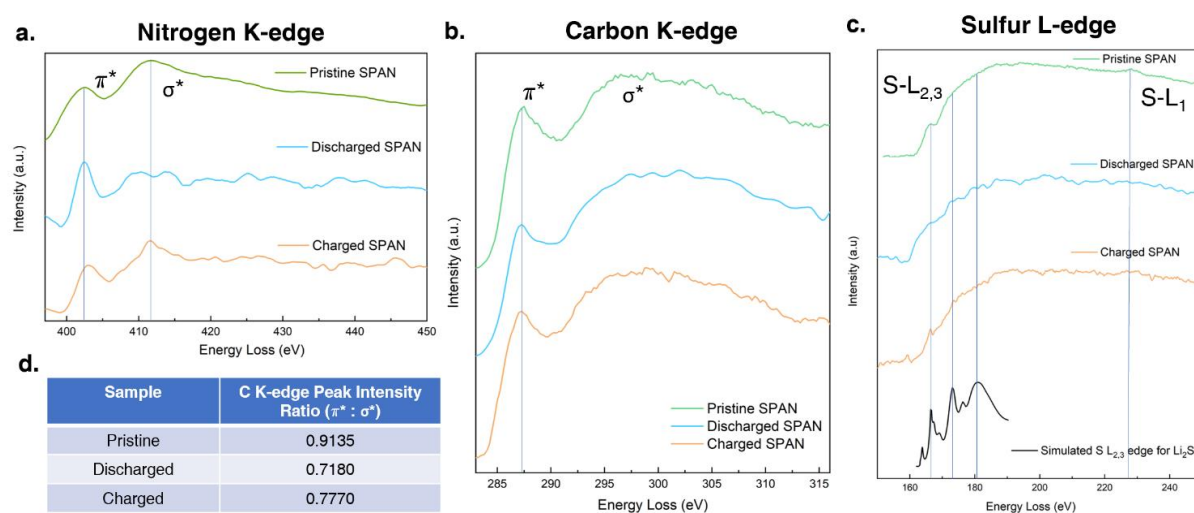 a.
Nitrogen K-edge
π*
σ*
Pristine SPAN
Discharged SPAN
Charged SPAN
Intensity (a.u.)
400
410
420
430
440
450
Energy Loss (eV)
b.
Carbon K-edge
π*
σ*
Intensity (a.u.)
Pristine SPAN
Discharged SPAN
Charged SPAN
285
290
295
300
305
310
315
Energy Loss (eV)
c.
Sulfur L-edge
Pristine SPAN
S-L2,3
S-L1
Discharged SPAN
Charged SPAN
Simulated S L2,3 edge for Li2S
Intensity (a.u)
160
180
200
220
240
Energy Loss (eV)
d.
Sample C K-edge Peak Intensity
Ratio (π* : σ*)
Pristine 0.9135
Discharged 0.7180
Charged 0.7770